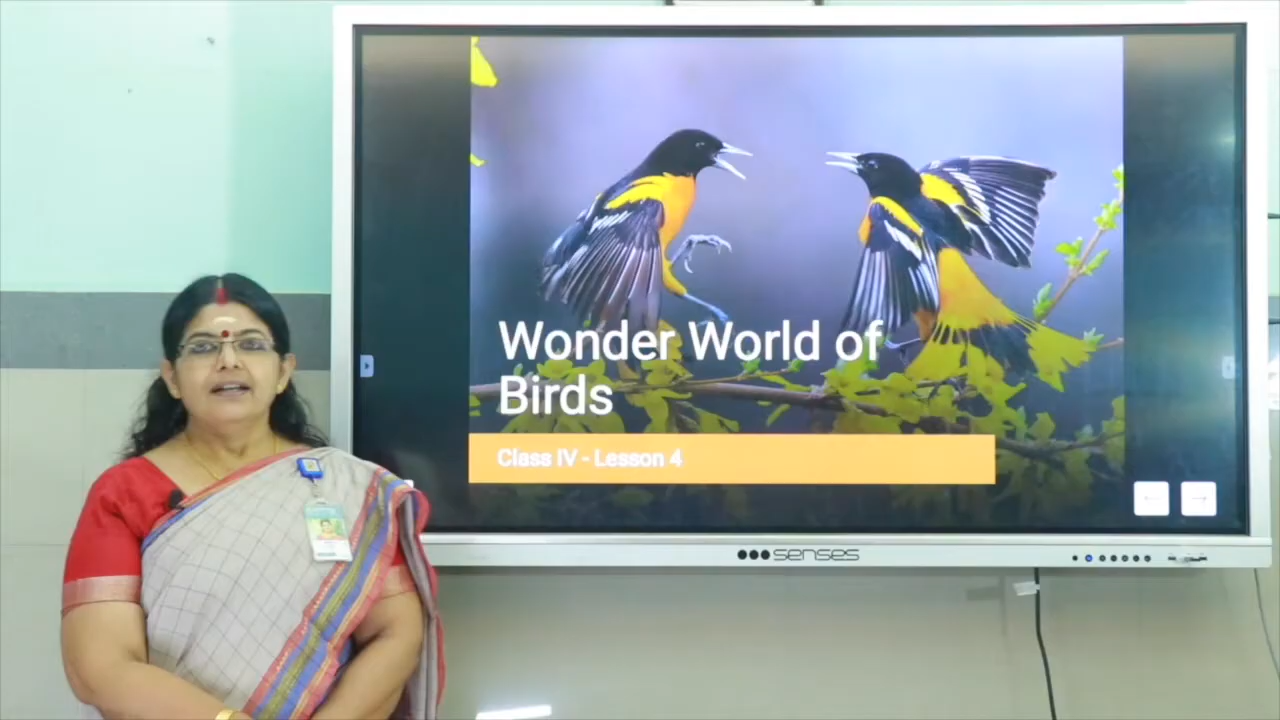 Wonder World of
Birds
Class IV - Lesson 4
senses